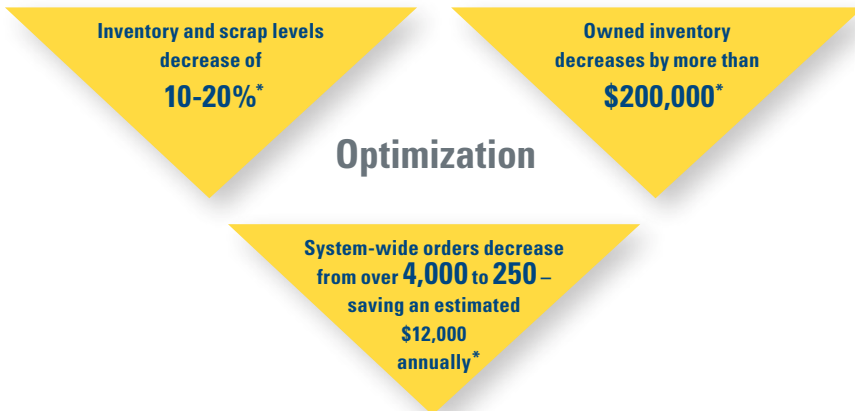 Inventory and scrap levels
decrease of
10-20%*
Owned inventory
decreases by more than
$200,000*
Optimization
System-wide orders decrease
from over 4,000 to 250 –
saving an estimated
$12,000
annually*